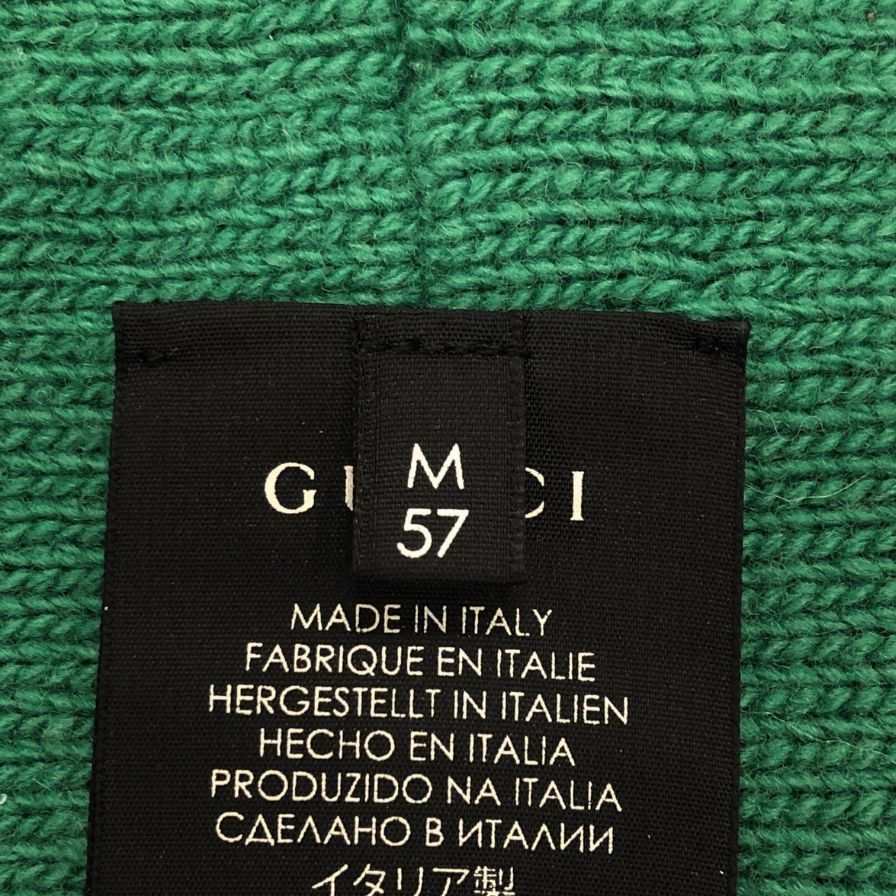 M
57
GUCCI
MADE IN ITALY
FABRIQUE EN ITALIE
HERGESTELLT IN ITALIEN
HECHO EN ITALIA
PRODUZIDO NA ITALIA
СДЕЛАНО В ИТАЛИИ
イタリア製